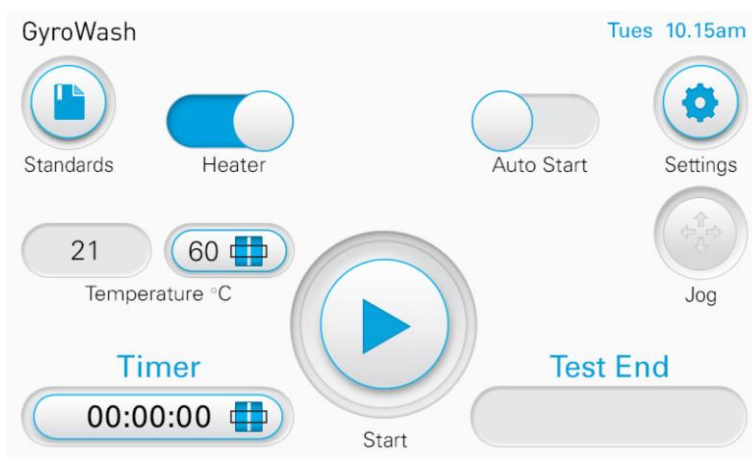 GyroWash
Tues 10.15am
Standards
Heater
Auto Start
Settings
21
60
Temperature °C
Jog
Timer
Test End
00:00:00
Start